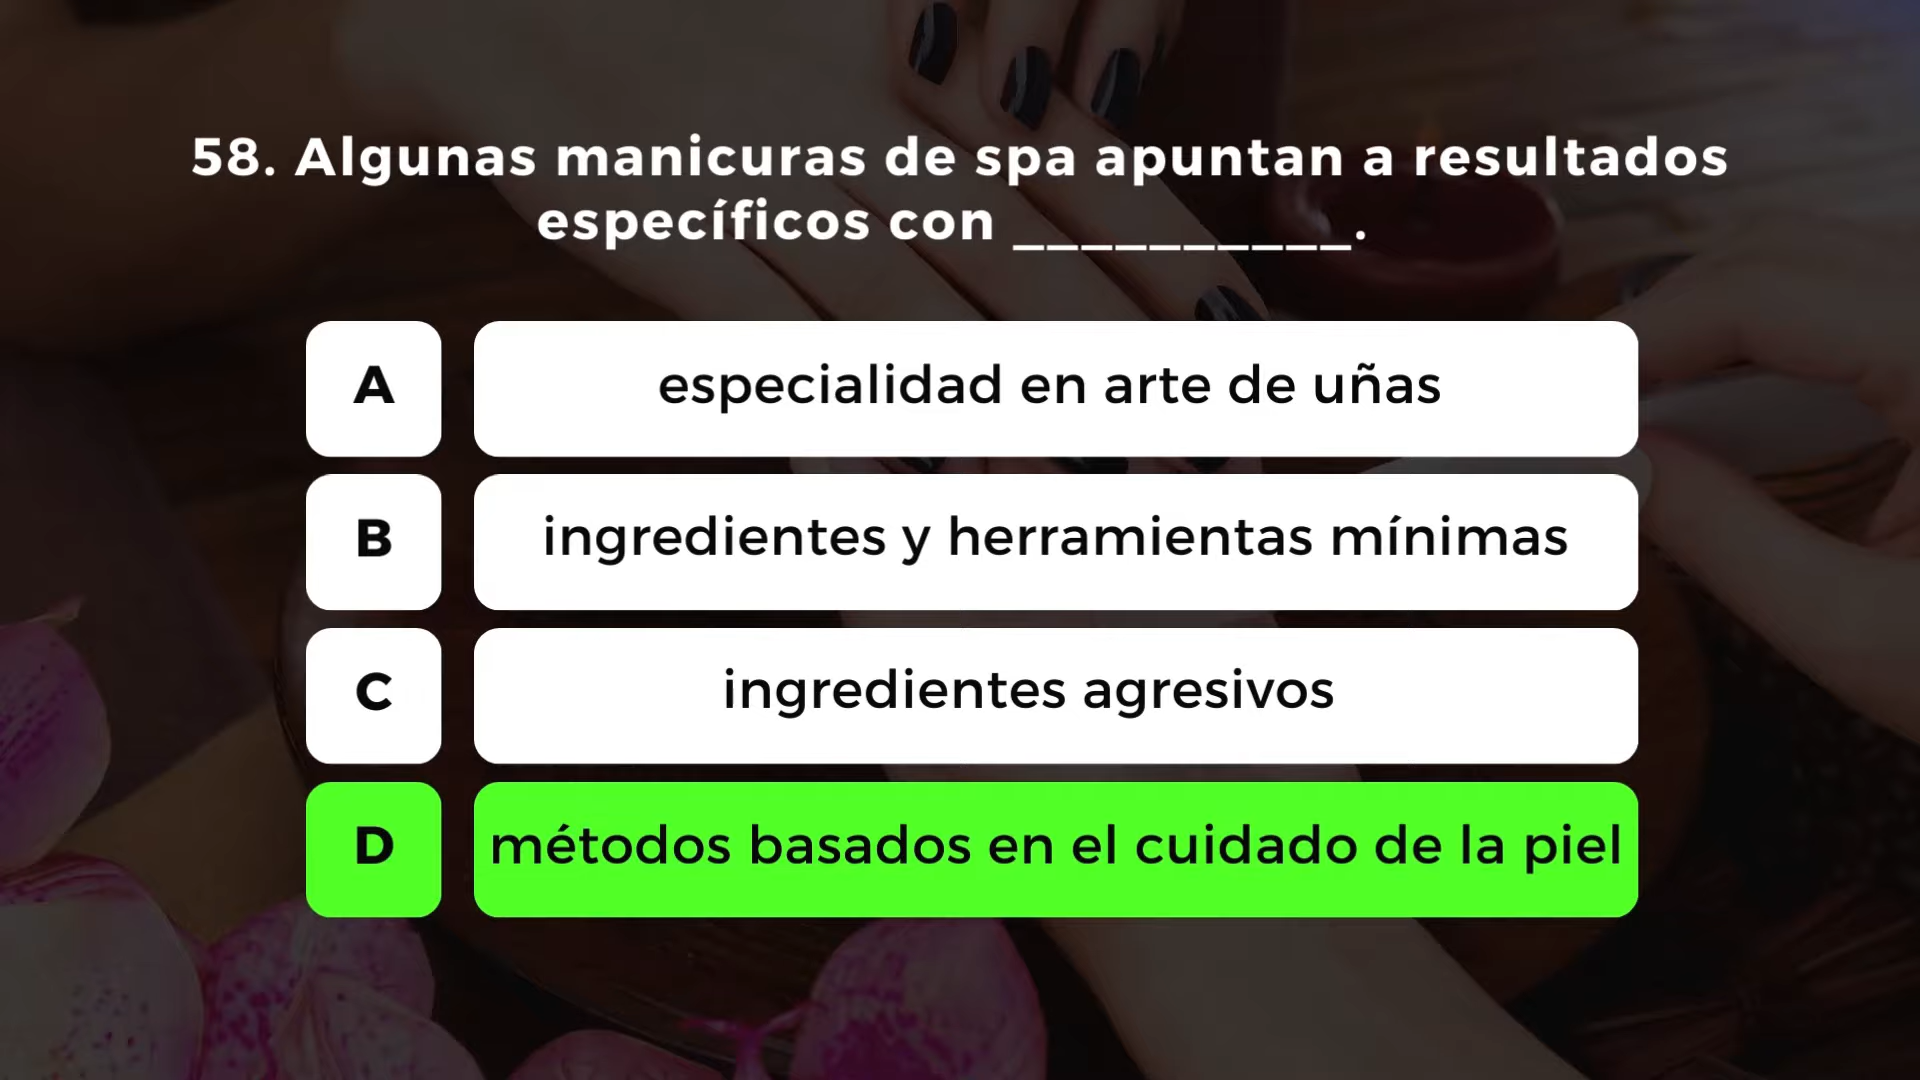 58. Algunas manicuras de spa apuntan a resultados
específicos con __________.
A
especialidad en arte de uñas
B
ingredientes y herramientas mínimas
C
ingredientes agresivos
D
métodos basados en el cuidado de la piel